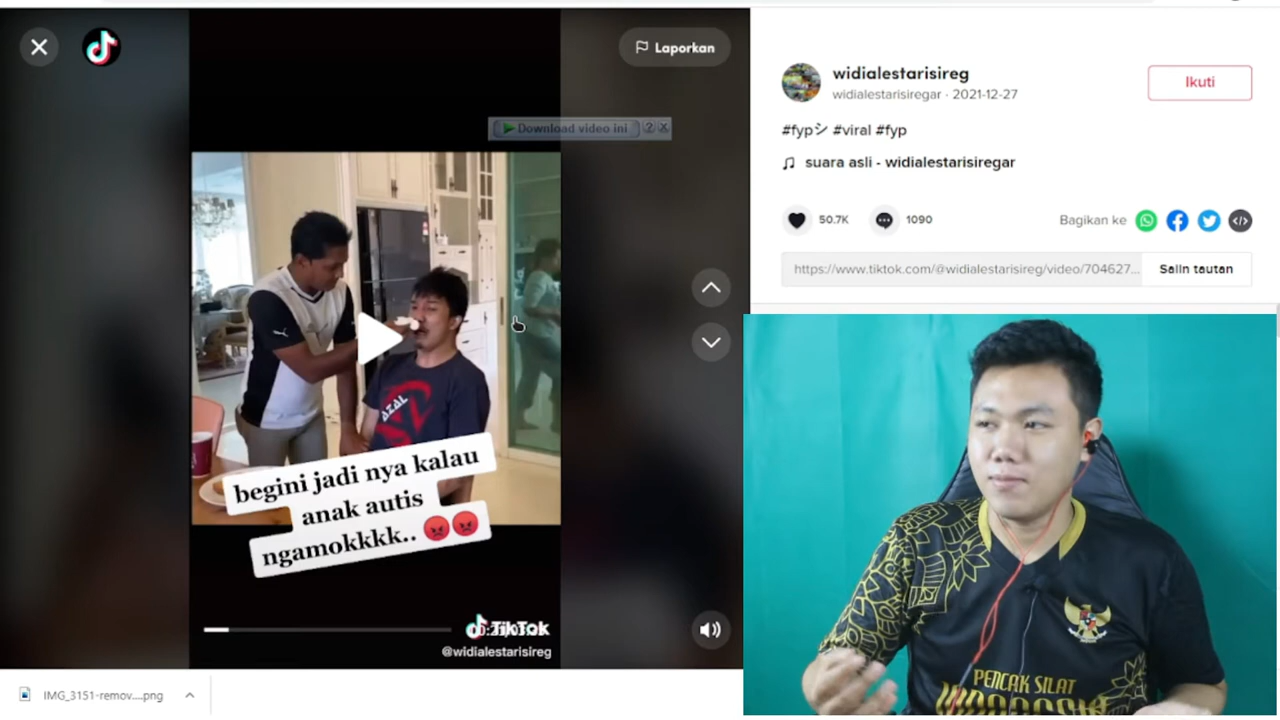 Laporkan
Download video ini
?
X
AZAL
begini jadi nya kalau
anak autis
ngamokkkk..
TikTok
@widialestarisireg
widialestarisireg
widialestarisiregar · 2021-12-27
Ikuti
#fypシ #viral #fyp
suara asli - widialestarisiregar
50.7K
1090
Bagikan ke
https://www.tiktok.com/@widialestarisireg/video/704627...
Salin tautan
PENCAK SILAT
INDONESIA
IMG_3151-remov....png